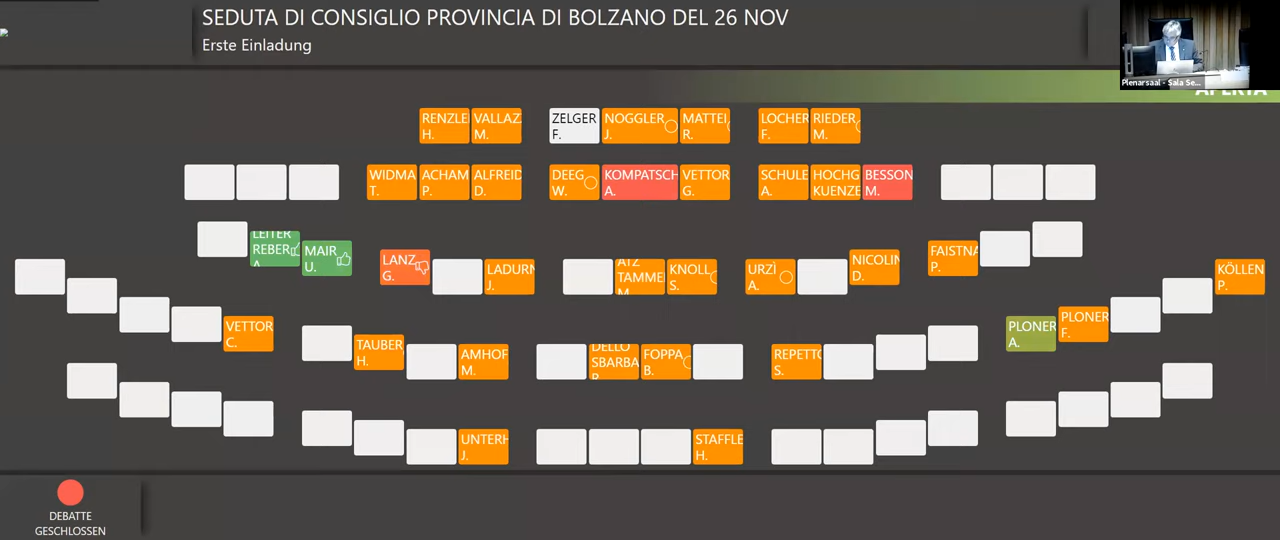 SEDUTA DI CONSIGLIO PROVINCIA DI BOLZANO DEL 26 NOV
Erste Einladung
Plenarsaal - Sala Se...
APERTA
RENZLE
H.
VALLAZ
M.
ZELGER
F.
NOGGLER
J.
MATTEI
R.
LOCHER
F.
RIEDER
M.
WIDMA
T.
ACHAM
P.
ALFREID
D.
DEEG
W.
KOMPATSCH
A.
VETTOR
G.
SCHULE
A.
HOCHG
KUENZE
BESSON
M.
LEITER
REBER
A.
MAIR
U.
LANZ
G.
LADURN
J.
ATZ
TAMME
M.
KNOLL
S.
URZÌ
A.
NICOLIN
D.
FAISTNA
P.
KÖLLEN
P.
VETTOR
C.
TAUBER
H.
AMHOF
M.
DELLO
SBARBA
R.
FOPPA
B.
REPETTO
S.
PLONER
A.
PLONER
F.
UNTERH
J.
STAFFLE
H.
DEBATTE
GESCHLOSSEN